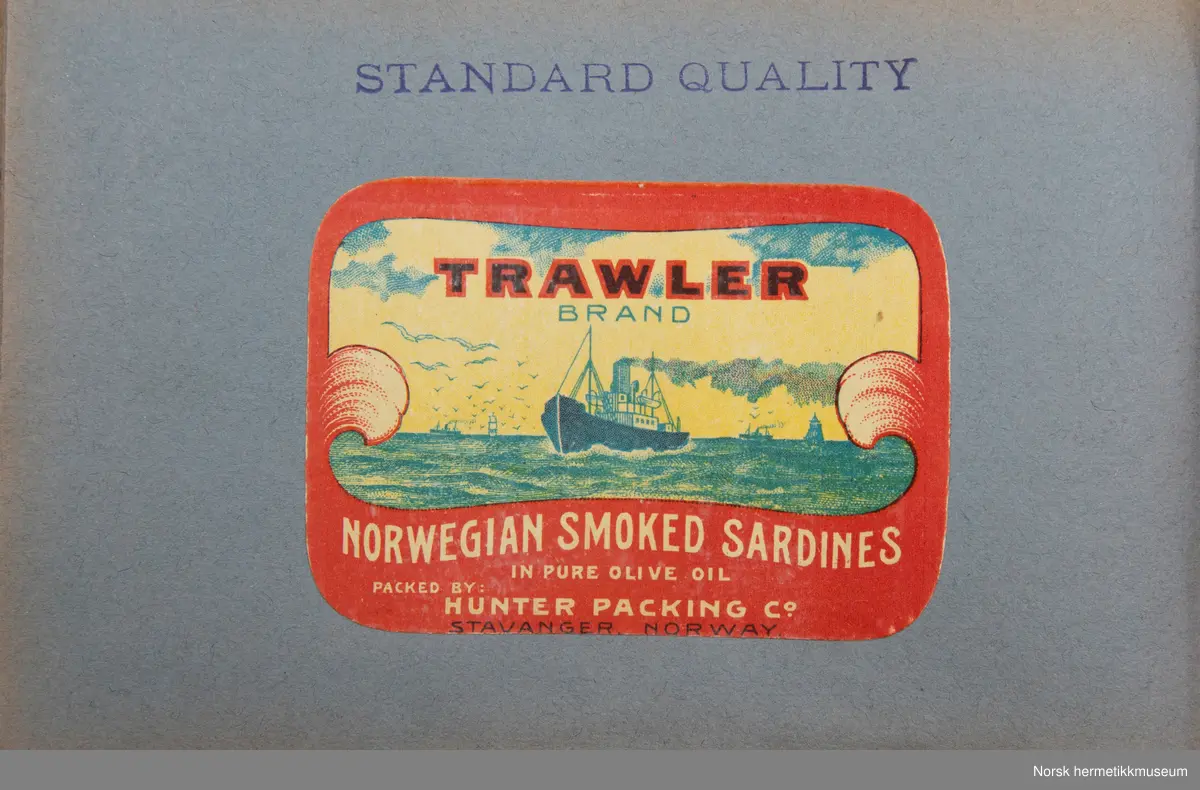 STANDARD QUALITY
TRAWLER
BRAND
NORWEGIAN SMOKED SARDINES
IN PURE OLIVE OIL
PACKED BY:
HUNTER PACKING Cº
STAVANGER, NORWAY.
Norsk hermetikkmuseum